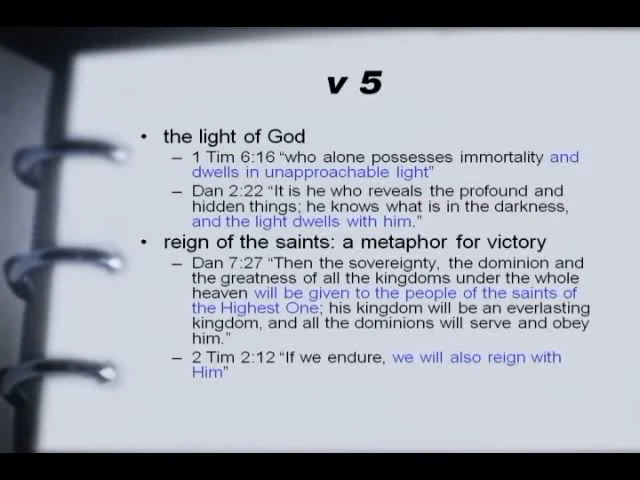 v 5
• the light of God
– 1 Tim 6:16 “who alone possesses immortality and
dwells in unapproachable light”
– Dan 2:22 “It is he who reveals the profound and
hidden things; he knows what is in the darkness,
and the light dwells with him.”
• reign of the saints: a metaphor for victory
– Dan 7:27 “Then the sovereignty, the dominion and
the greatness of all the kingdoms under the whole
heaven will be given to the people of the saints of
the Highest One; his kingdom will be an everlasting
kingdom, and all the dominions will serve and obey
him.”
– 2 Tim 2:12 “If we endure, we will also reign with
Him”